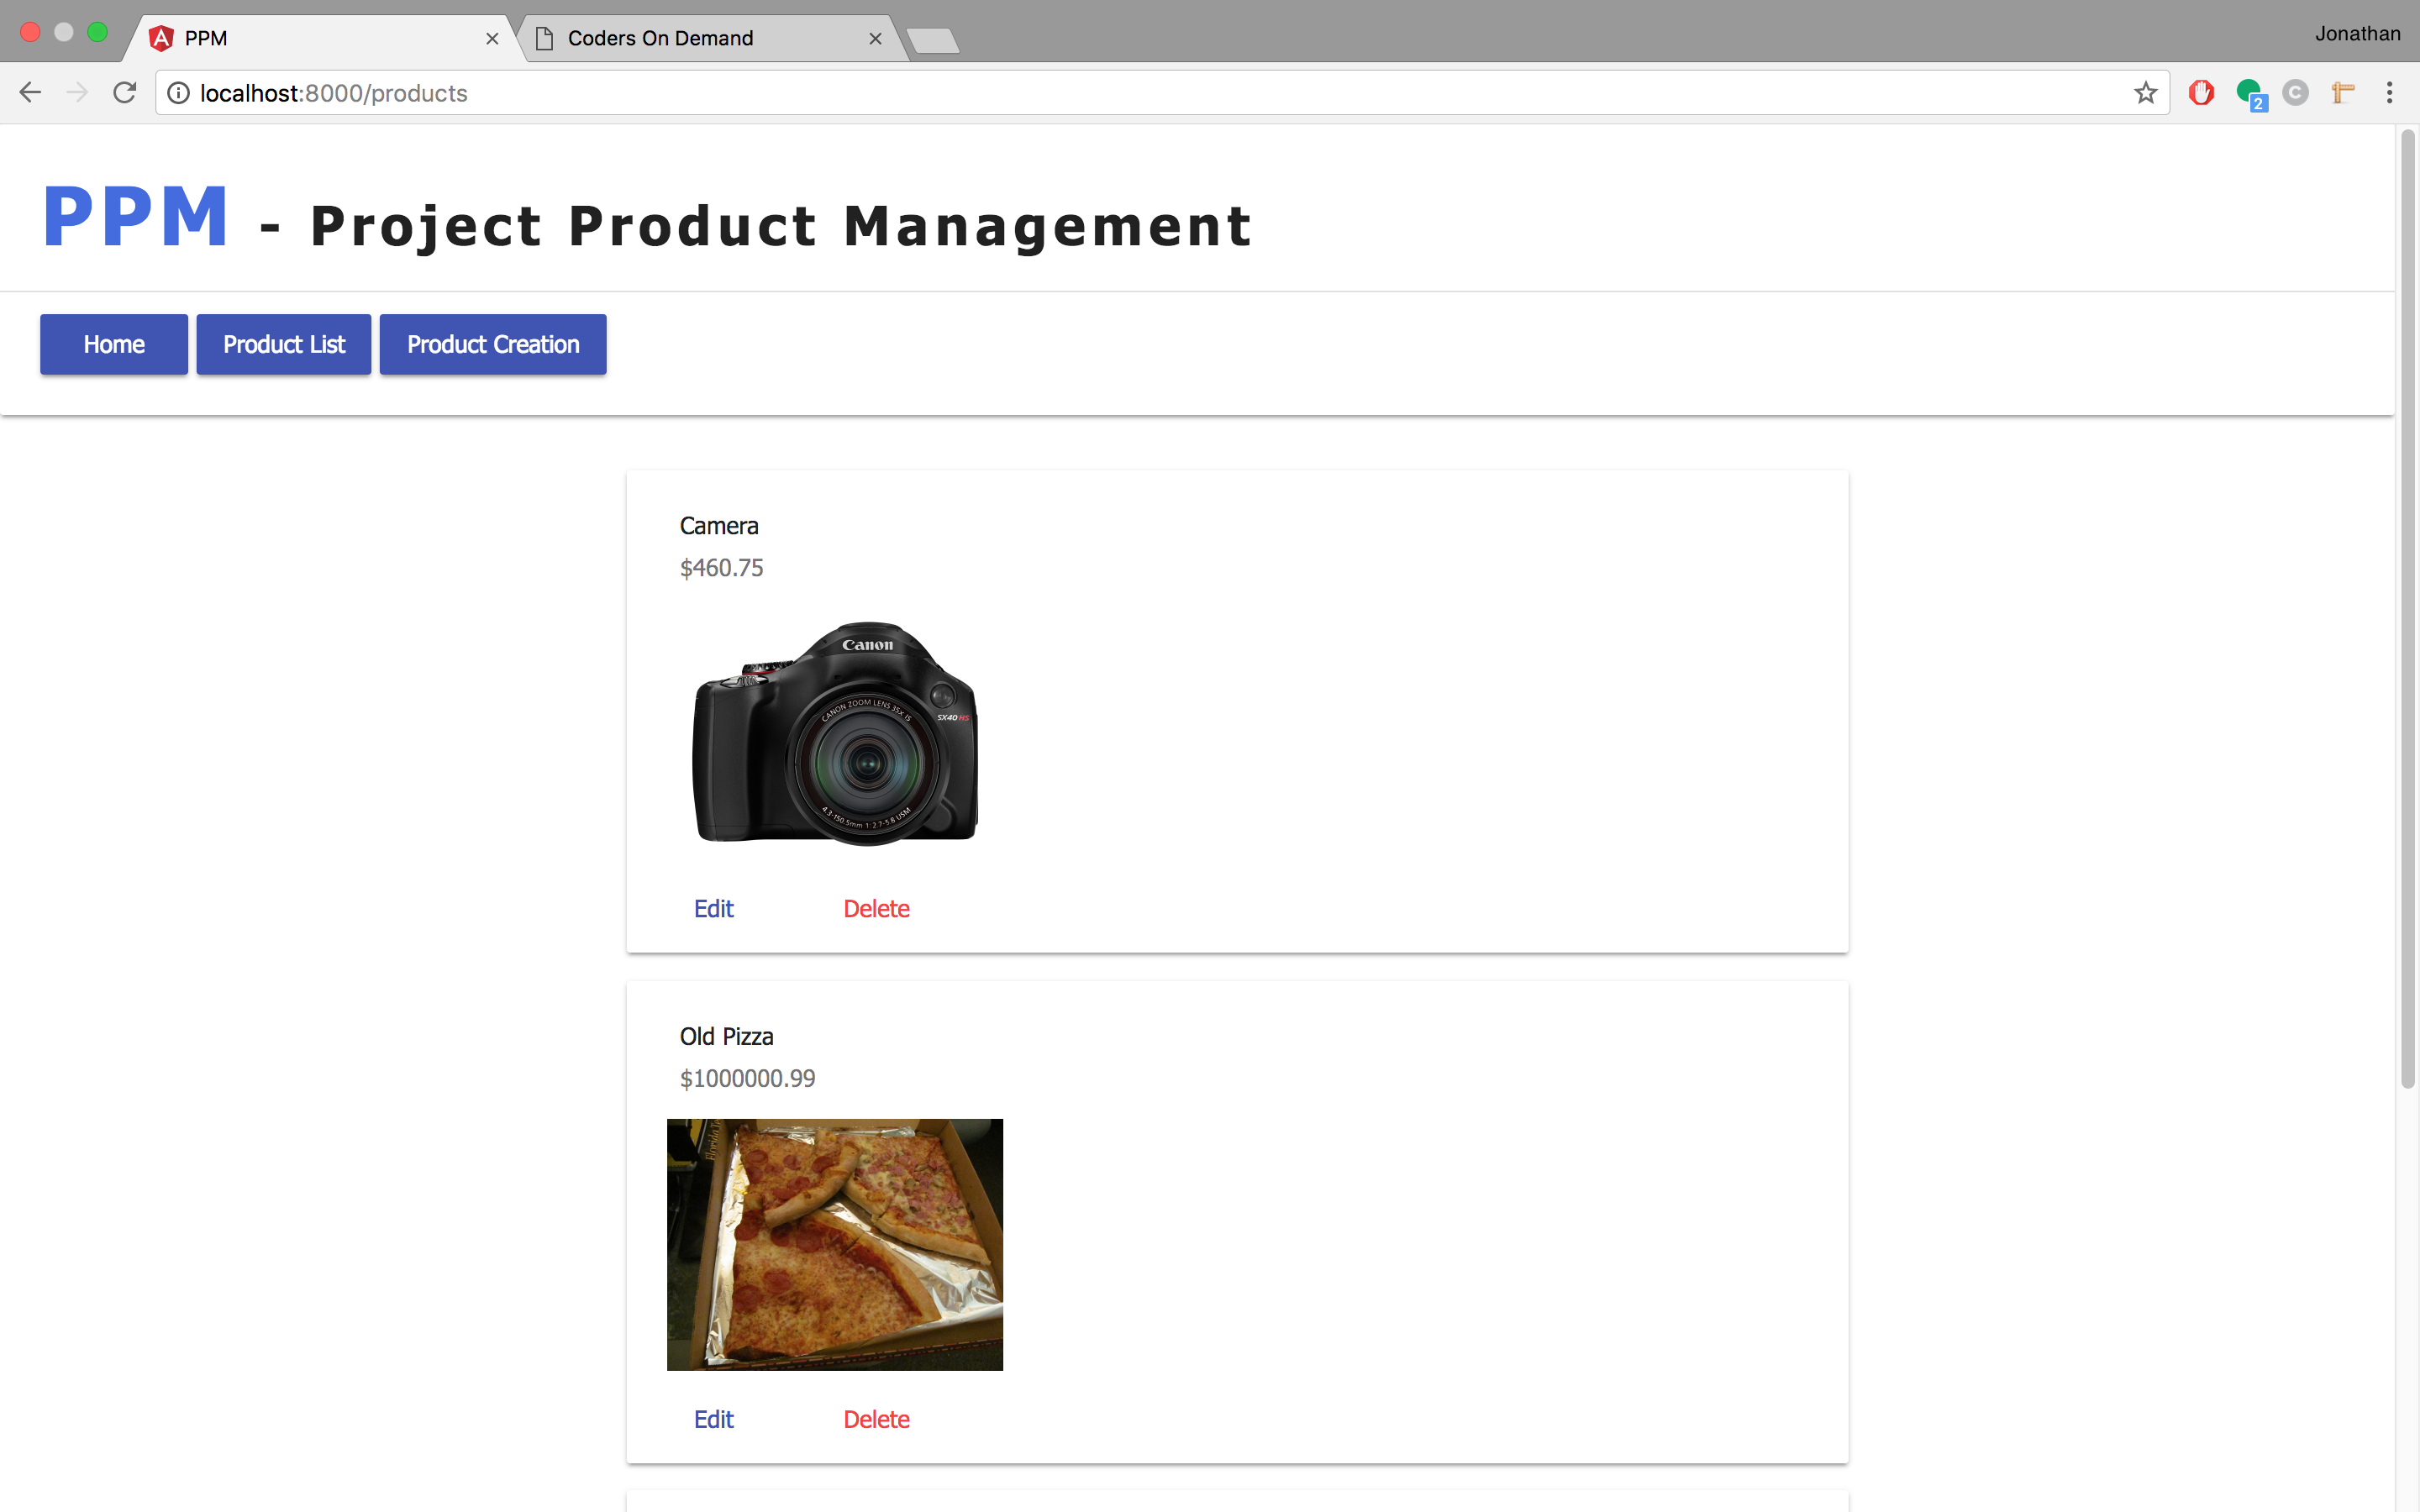 PPM
Coders On Demand
Jonathan
localhost:8000/products
2
C
PPM - Project Product Management
Home
Product List
Product Creation
Camera
$460.75
Canon
CANON ZOOM LENS 35x IS
SX40 HS
4.3-150.5mm 1:2.7-5.8 USM
Edit
Delete
Old Pizza
$1000000.99
Edit
Delete